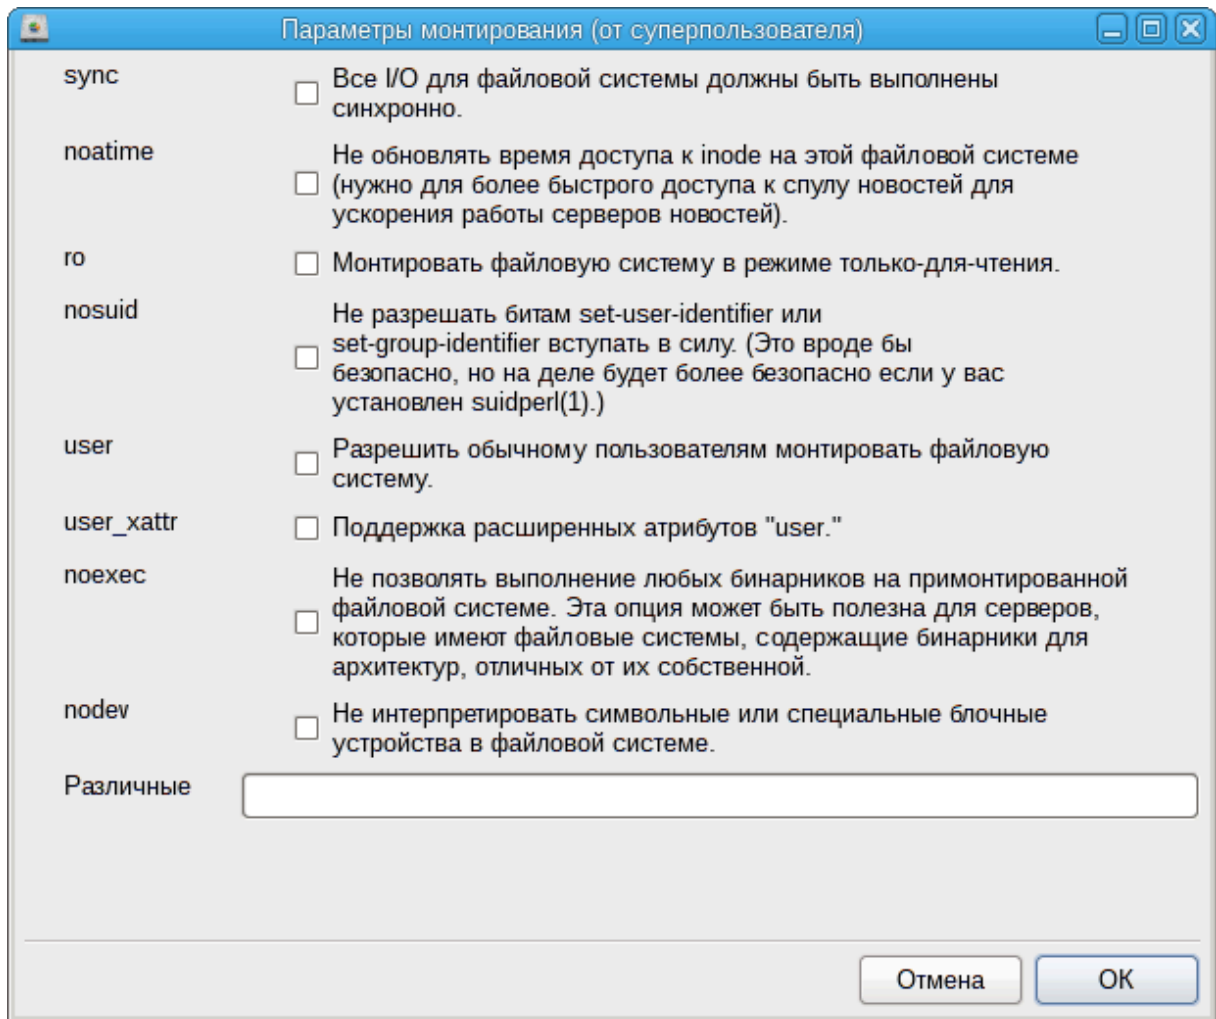 Параметры монтирования (от суперпользователя)
sync
Все I/O для файловой системы должны быть выполнены
синхронно.
noatime
Не обновлять время доступа к inode на этой файловой системе
(нужно для более быстрого доступа к спулу новостей для
ускорения работы серверов новостей).
ro
Монтировать файловую систему в режиме только-для-чтения.
nosuid
Не разрешать битам set-user-identifier или
set-group-identifier вступать в силу. (Это вроде бы
безопасно, но на деле будет более безопасно если у вас
установлен suidperl(1).)
user
Разрешить обычному пользователям монтировать файловую
систему.
user_xattr
Поддержка расширенных атрибутов "user."
noexec
Не позволять выполнение любых бинарников на примонтированной
файловой системе. Эта опция может быть полезна для серверов,
которые имеют файловые системы, содержащие бинарники для
архитектур, отличных от их собственной.
nodev
Не интерпретировать символьные или специальные блочные
устройства в файловой системе.
Различные
Отмена
ОК